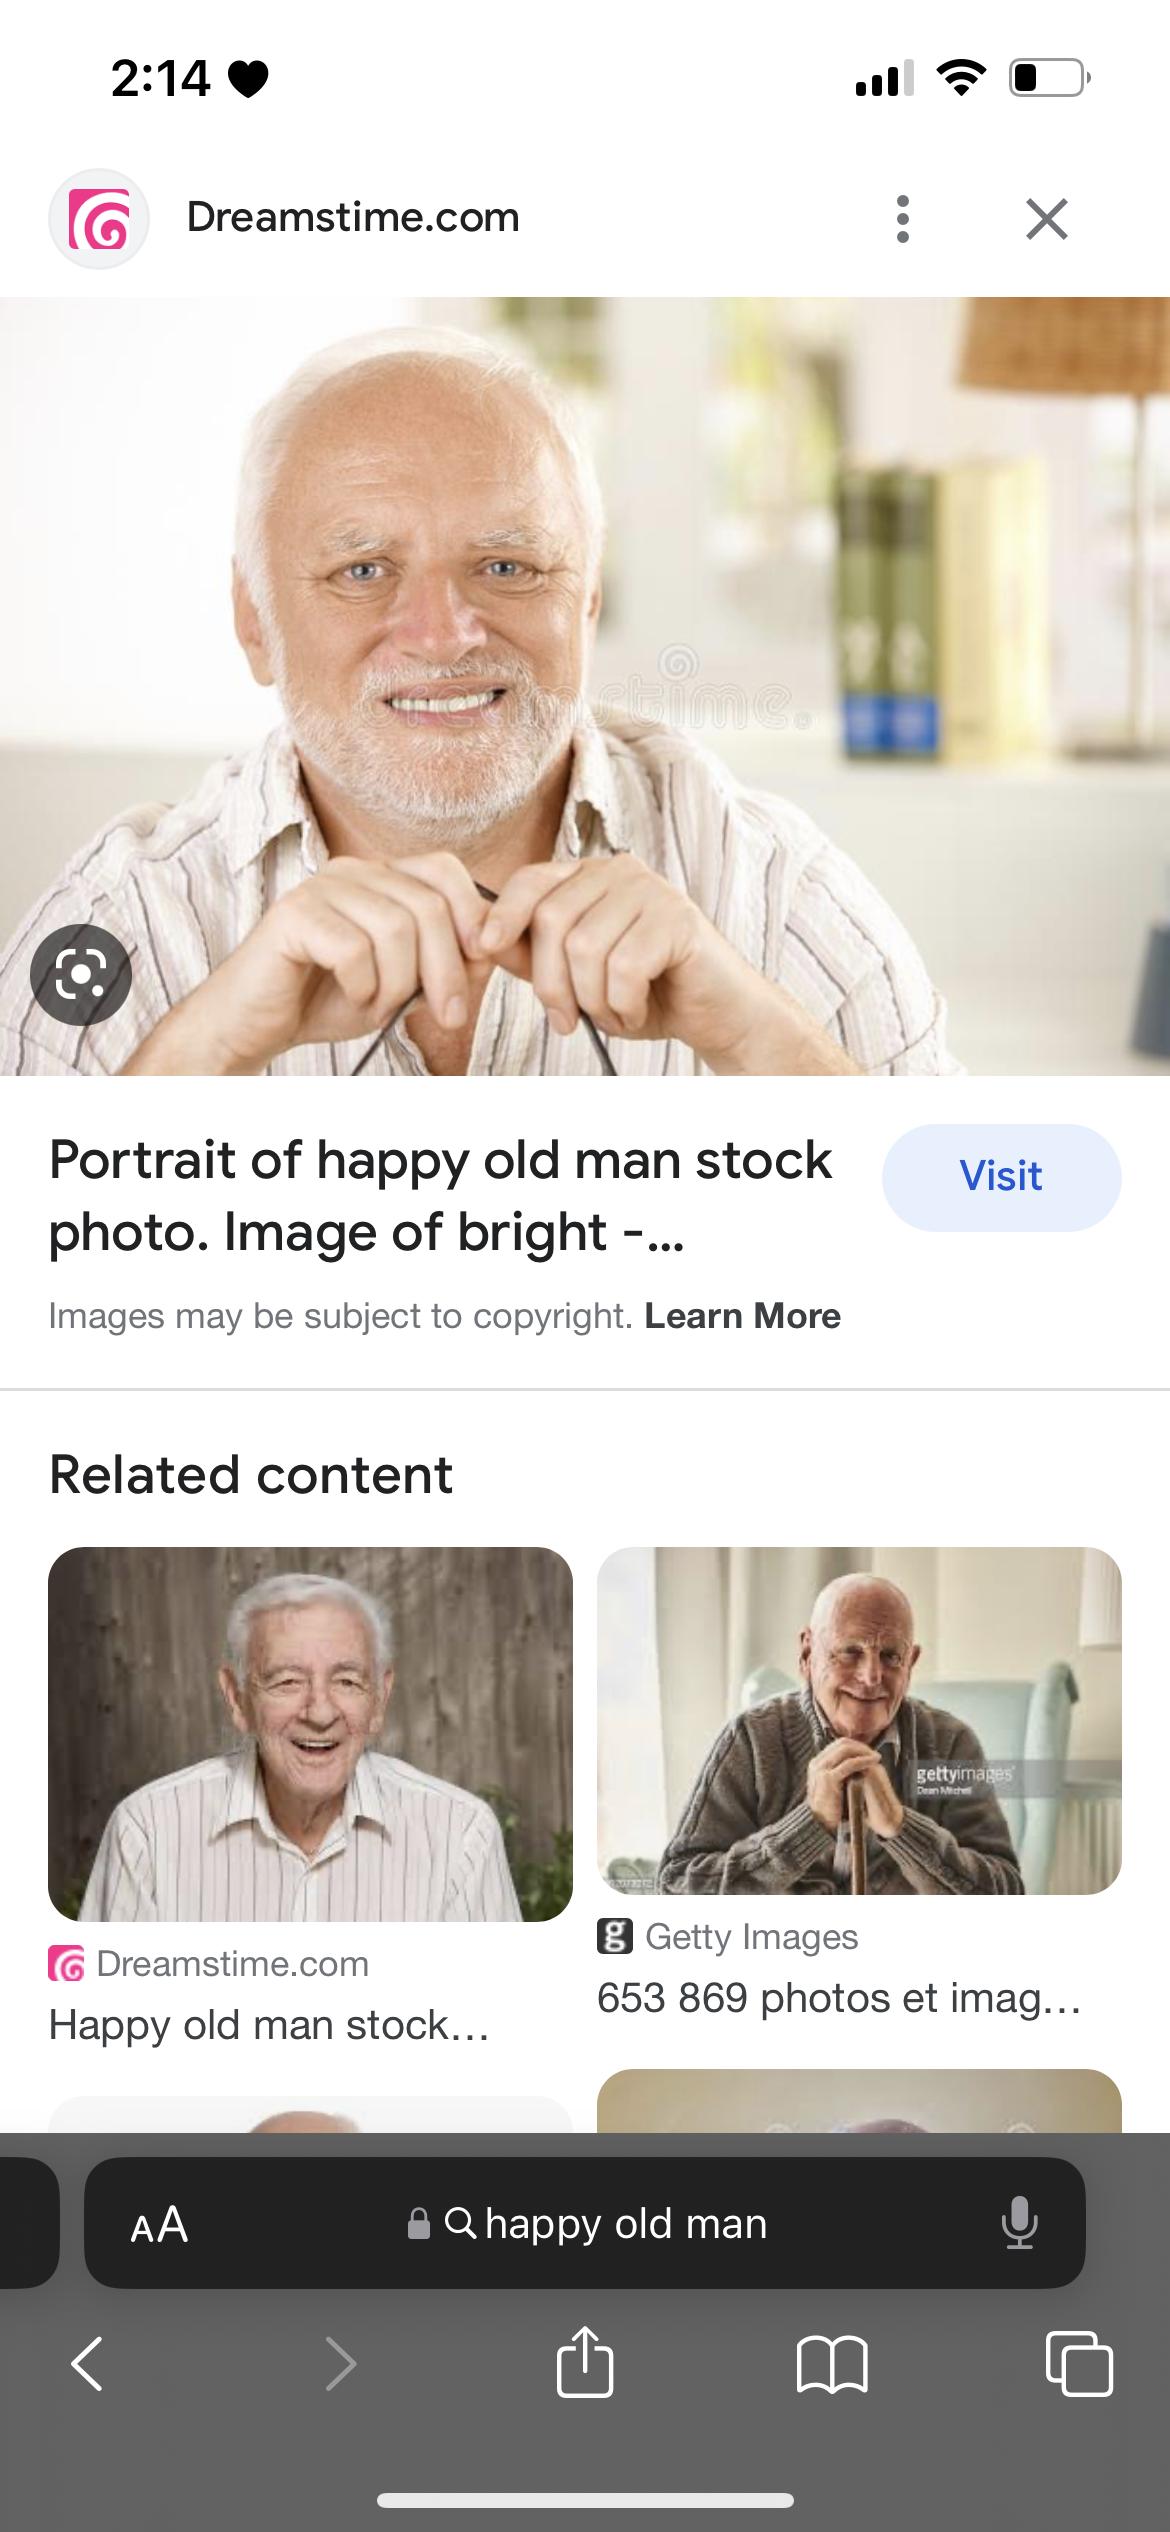 2:14
Dreamstime.com
dreamstime.
Portrait of happy old man stock
photo. Image of bright -...
Visit
Images may be subject to copyright. Learn More
Related content
gettyimages
Dean Mitchell
Dreamstime.com
Happy old man stock...
g Getty Images
653 869 photos et imag...
AA
happy old man